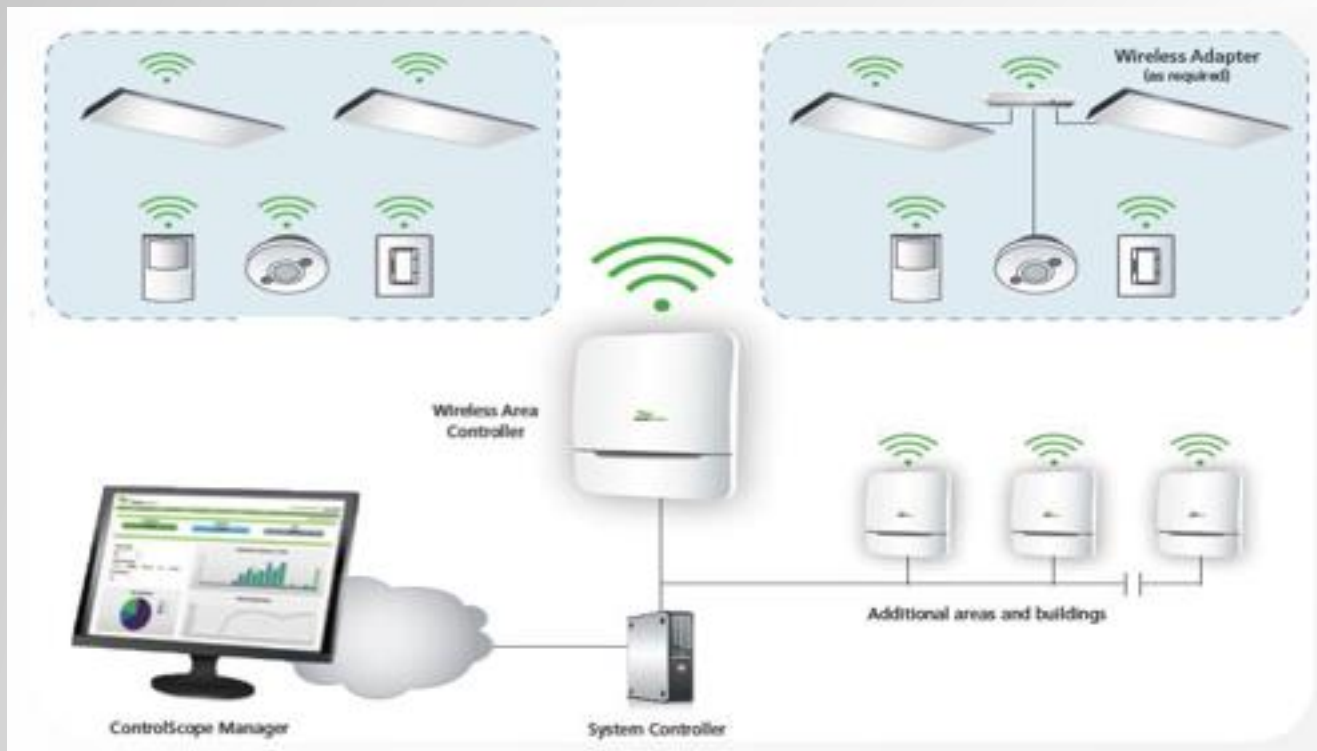 Wireless Adapter
(as required)
Wireless Area
Controller
Additional areas and buildings
ControlScope Manager
System Controller